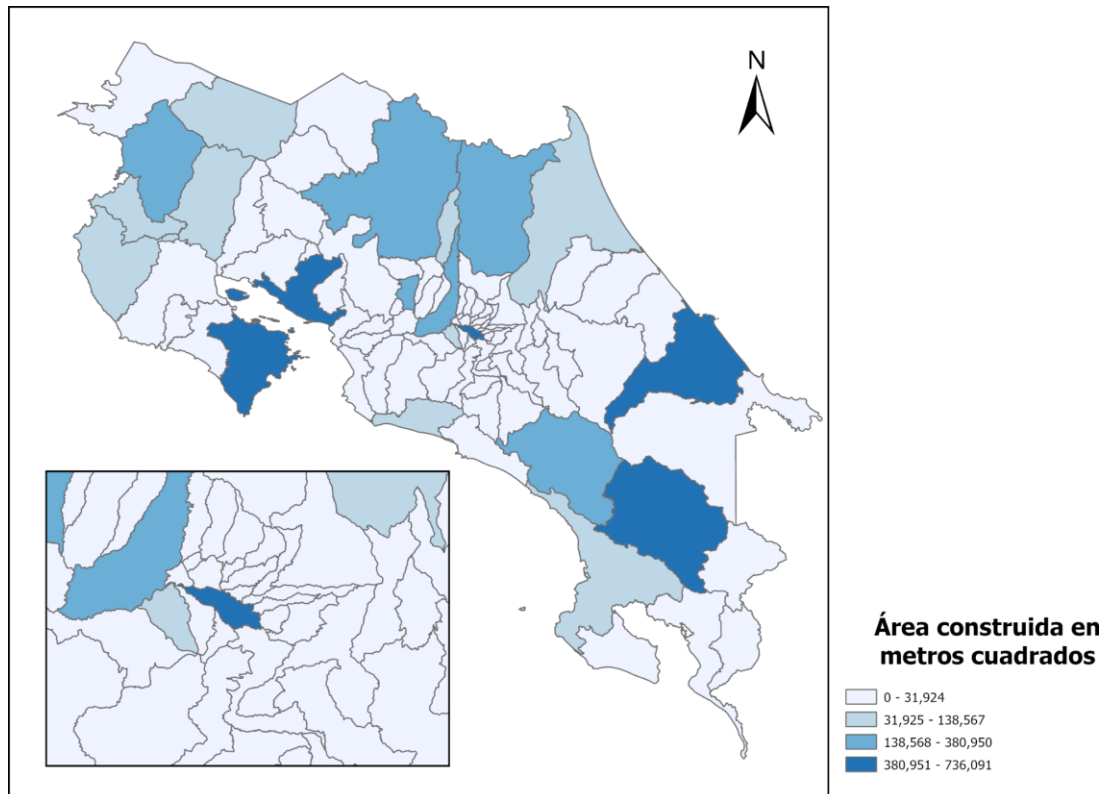 N
Área construida en
metros cuadrados
0 - 31,924
31,925 - 138,567
138,568 - 380,950
380,951 - 736,091